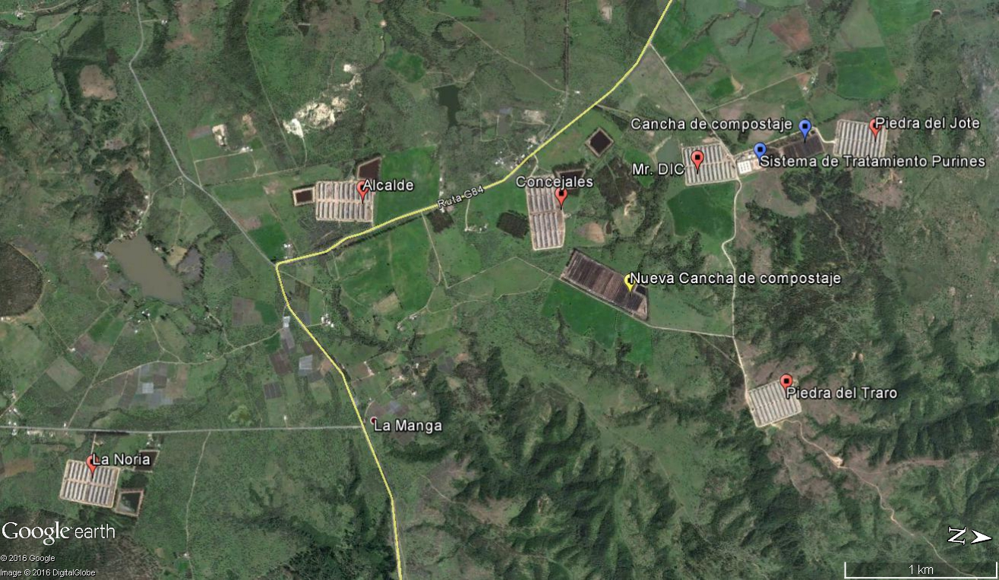 Cancha de compostaje
Piedra del Jote
Mr. DIC
Sistema de Tratamiento Purines
Alcalde
Concejales
Ruta G84
Nueva Cancha de compostaje
Piedra del Traro
La Manga
La Noria
Google earth
N
© 2016 Google
Image © 2016 DigitalGlobe
1 km